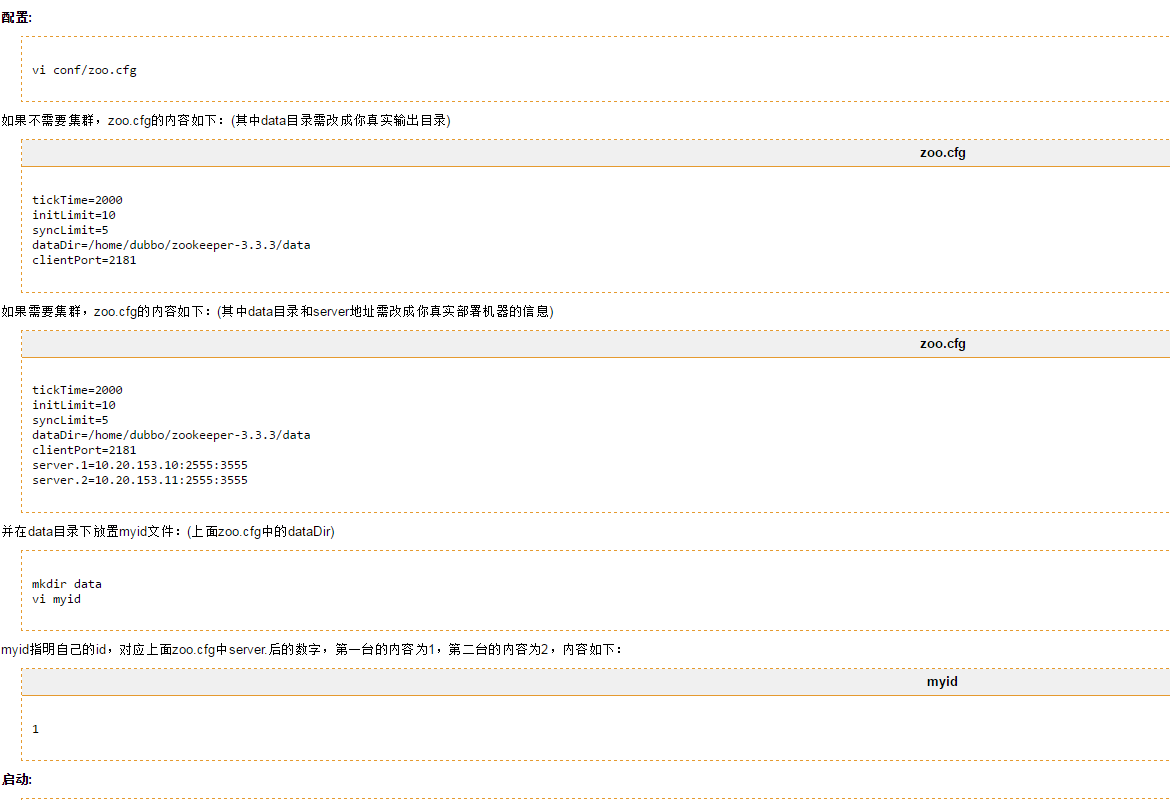 配置:
vi conf/zoo.cfg
如果不需要集群，zoo.cfg的内容如下：(其中data目录需改成你真实输出目录)
zoo.cfg
tickTime=2000
initLimit=10
syncLimit=5
dataDir=/home/dubbo/zookeeper-3.3.3/data
clientPort=2181
如果需要集群，zoo.cfg的内容如下：(其中data目录和server地址需改成你真实部署机器的信息)
zoo.cfg
tickTime=2000
initLimit=10
syncLimit=5
dataDir=/home/dubbo/zookeeper-3.3.3/data
clientPort=2181
server.1=10.20.153.10:2555:3555
server.2=10.20.153.11:2555:3555
并在data目录下放置myid文件：(上面zoo.cfg中的dataDir)
mkdir data
vi myid
myid指明自己的id，对应上面zoo.cfg中server.后的数字，第一台的内容为1，第二台的内容为2，内容如下：
myid
1
启动: